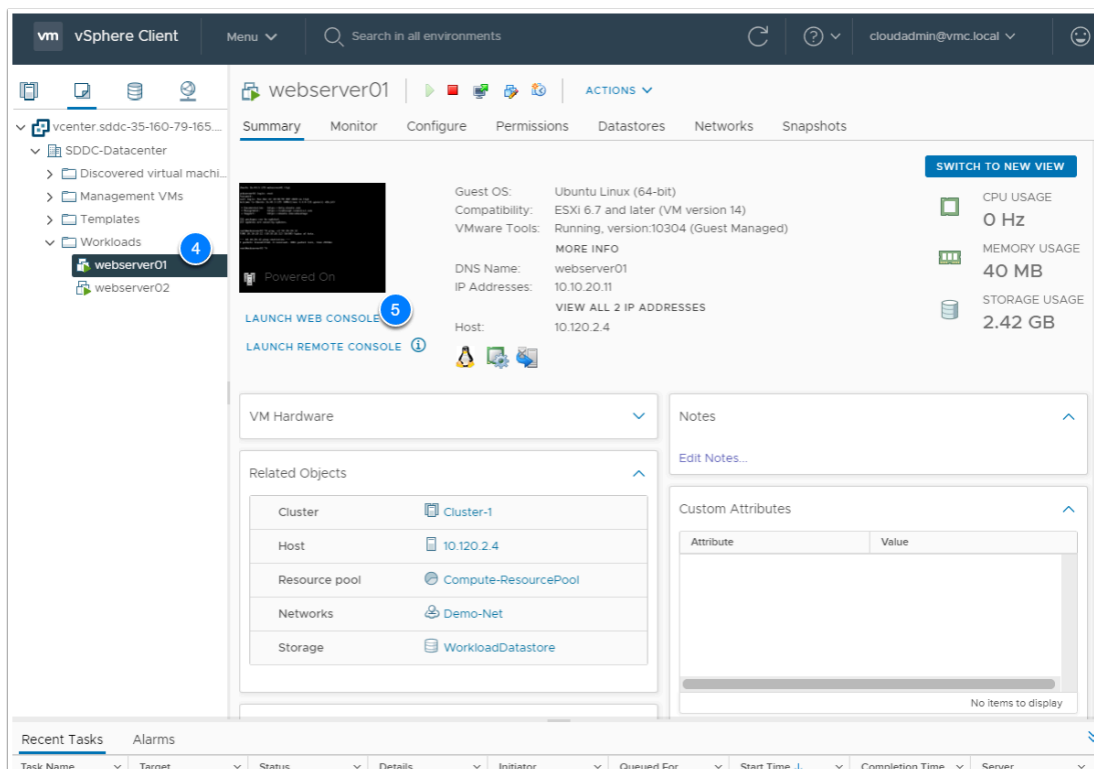 vm vSphere Client Menu Search in all environments cloudadmin@vmc.local
webserver01 ACTIONS
Summary Monitor Configure Permissions Datastores Networks Snapshots
vcenter.sddc-35-160-79-165....
SDDC-Datacenter
Discovered virtual machi...
Management VMs
Templates
Workloads
4
webserver01
webserver02
SWITCH TO NEW VIEW
Powered On
LAUNCH WEB CONSOLE
5
LAUNCH REMOTE CONSOLE
Guest OS: Ubuntu Linux (64-bit)
Compatibility: ESXi 6.7 and later (VM version 14)
VMware Tools: Running, version:10304 (Guest Managed)
MORE INFO
DNS Name: webserver01
IP Addresses: 10.10.20.11
VIEW ALL 2 IP ADDRESSES
Host: 10.120.2.4
CPU USAGE
0 Hz
MEMORY USAGE
40 MB
STORAGE USAGE
2.42 GB
VM Hardware
Related Objects
Cluster Cluster-1
Host 10.120.2.4
Resource pool Compute-ResourcePool
Networks Demo-Net
Storage WorkloadDatastore
Notes
Edit Notes...
Custom Attributes
Attribute Value
No items to display
Recent Tasks Alarms
Task Name Target Status Details Initiator Queued For Start Time Completion Time Server